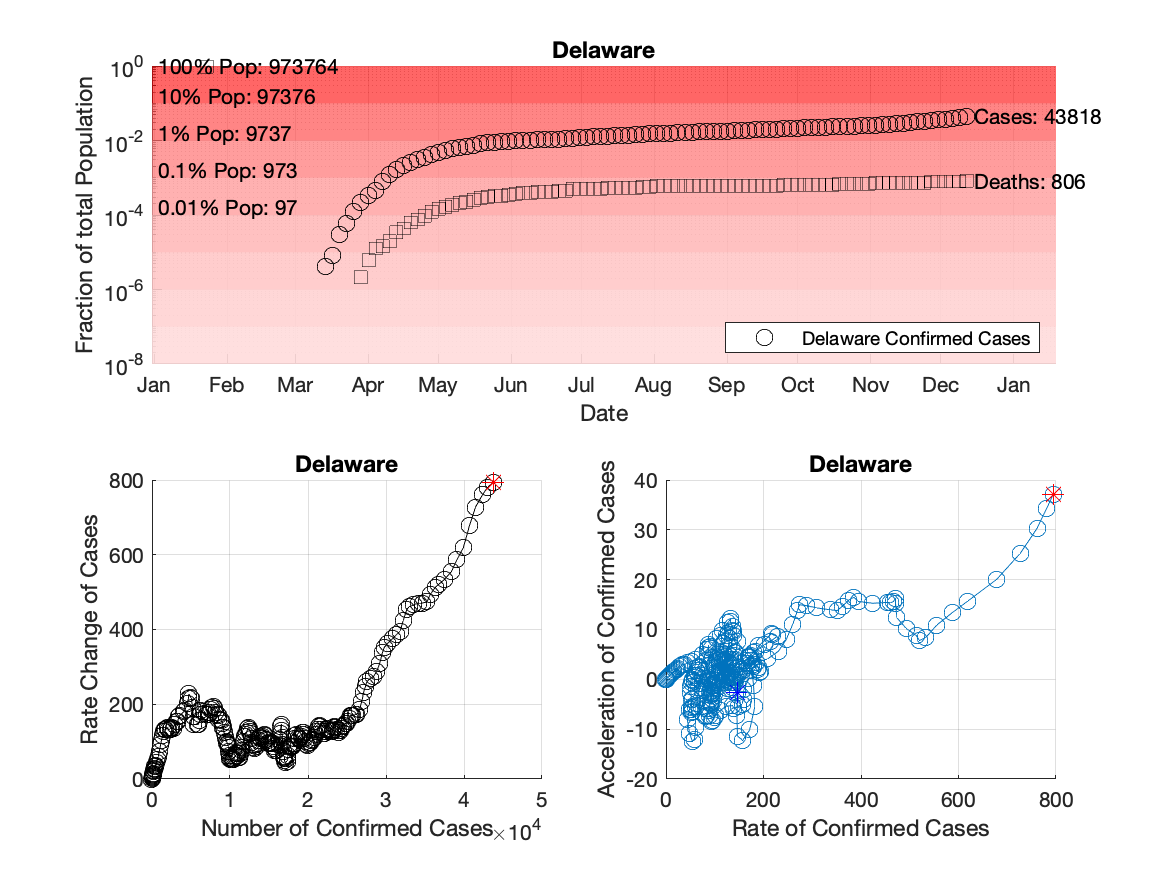 Delaware
Fraction of total Population
10^0
10^-2
10^-4
10^-6
10^-8
100% Pop: 973764
10% Pop: 97376
1% Pop: 9737
0.1% Pop: 973
0.01% Pop: 97
Cases: 43818
Deaths: 806
Delaware Confirmed Cases
Jan Feb Mar Apr May Jun Jul Aug Sep Oct Nov Dec Jan
Date
Delaware
Rate Change of Cases
800
600
400
200
0
0 1 2 3 4 5
Number of Confirmed Cases ×10^4
Delaware
Acceleration of Confirmed Cases
40
30
20
10
0
-10
-20
0 200 400 600 800
Rate of Confirmed Cases